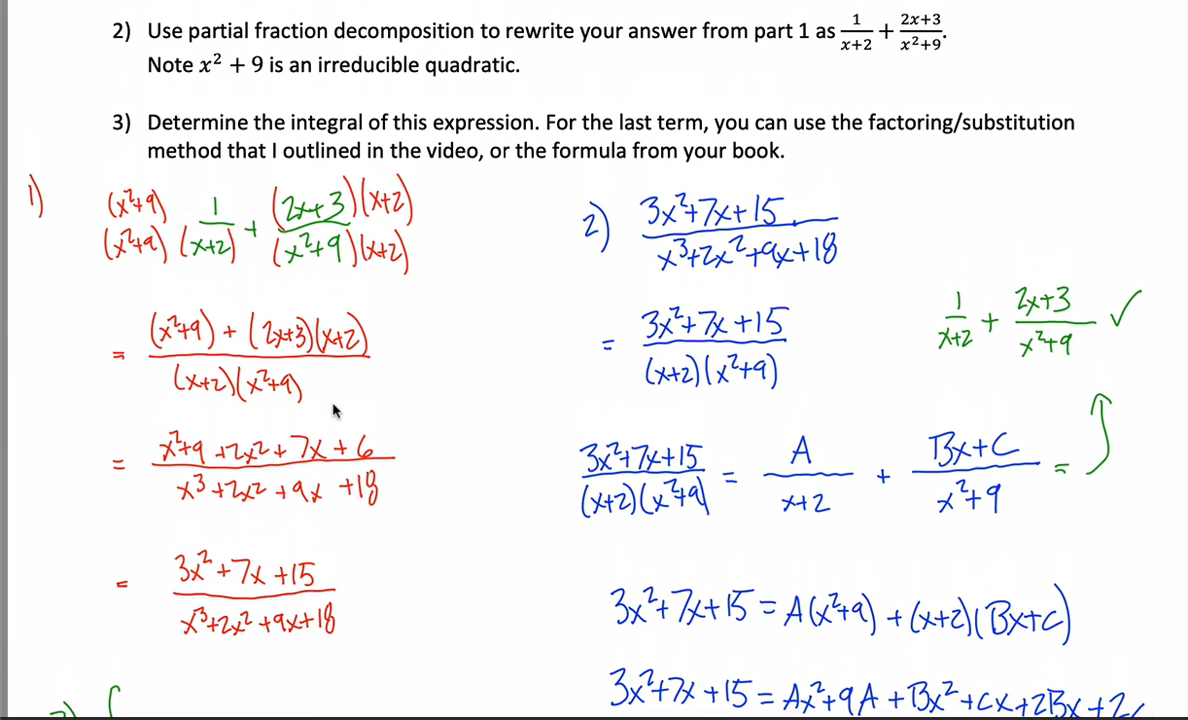 2) Use partial fraction decomposition to rewrite your answer from part 1 as 1/(x+2) + (2x+3)/(x²+9).
Note x² + 9 is an irreducible quadratic.
3) Determine the integral of this expression. For the last term, you can use the factoring/substitution
method that I outlined in the video, or the formula from your book.
1) (x²+9)/(x²+9) 1/(x+2) + (2x+3)(x+2)/(x²+9)(x+2)
= (x²+9) + (2x+3)(x+2) / (x+2)(x²+9)
= x²+9 +2x²+7x+6 / x³+2x²+9x+18
= 3x²+7x+15 / x³+2x²+9x+18
2) 3x²+7x+15 / x³+2x²+9x+18
= 3x²+7x+15 / (x+2)(x²+9)
1/(x+2) + (2x+3)/(x²+9) ✓
3x²+7x+15 / (x+2)(x²+9) = A/(x+2) + (Bx+C)/(x²+9) =
3x²+7x+15 = A(x²+9) + (x+2)(Bx+C)
3x²+7x+15 = Ax²+9A+Bx²+Cx+2Bx+2